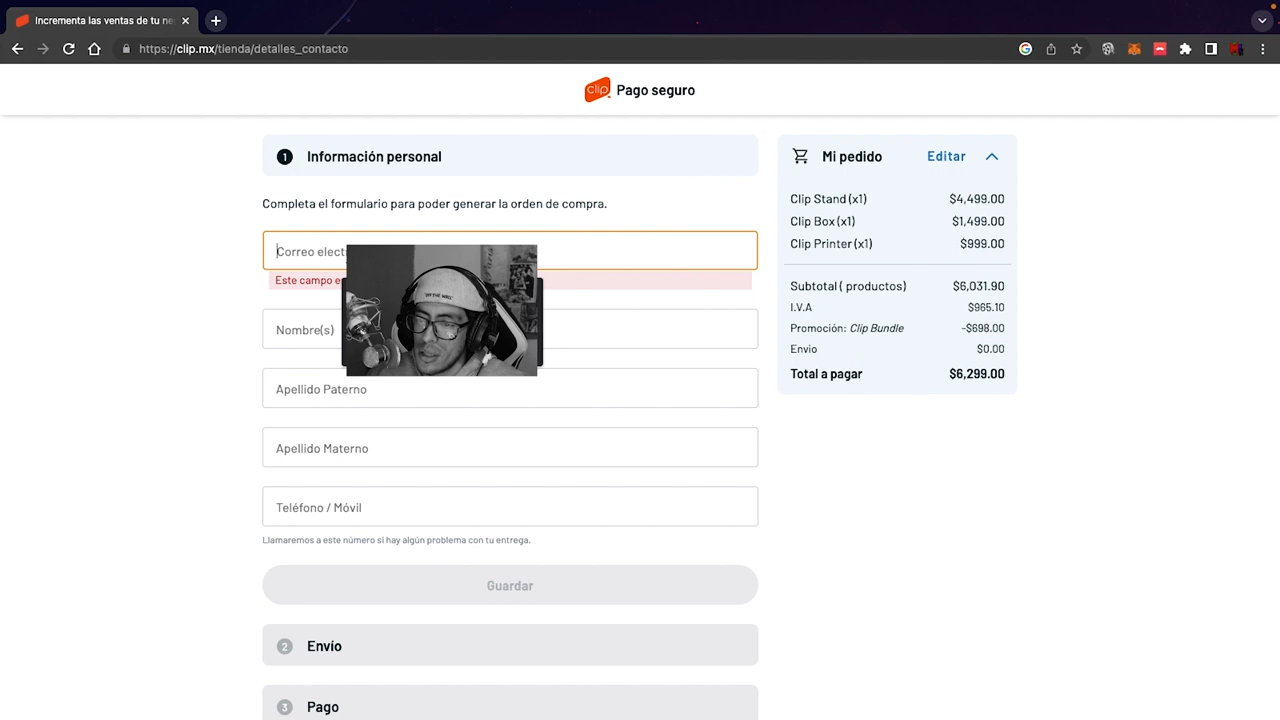 Incrementa las ventas de tu ne
https://clip.mx/tienda/detalles_contacto
clip Pago seguro
1 Información personal
Completa el formulario para poder generar la orden de compra.
Correo elect
Este campo e
Nombre(s)
Apellido Paterno
Apellido Materno
Teléfono / Móvil
Llamaremos a este número si hay algún problema con tu entrega.
Guardar
2 Envío
3 Pago
Mi pedido Editar
Clip Stand (x1) $4,499.00
Clip Box (x1) $1,499.00
Clip Printer (x1) $999.00
Subtotal ( productos) $6,031.90
I.V.A $965.10
Promoción: Clip Bundle -$698.00
Envio $0.00
Total a pagar $6,299.00